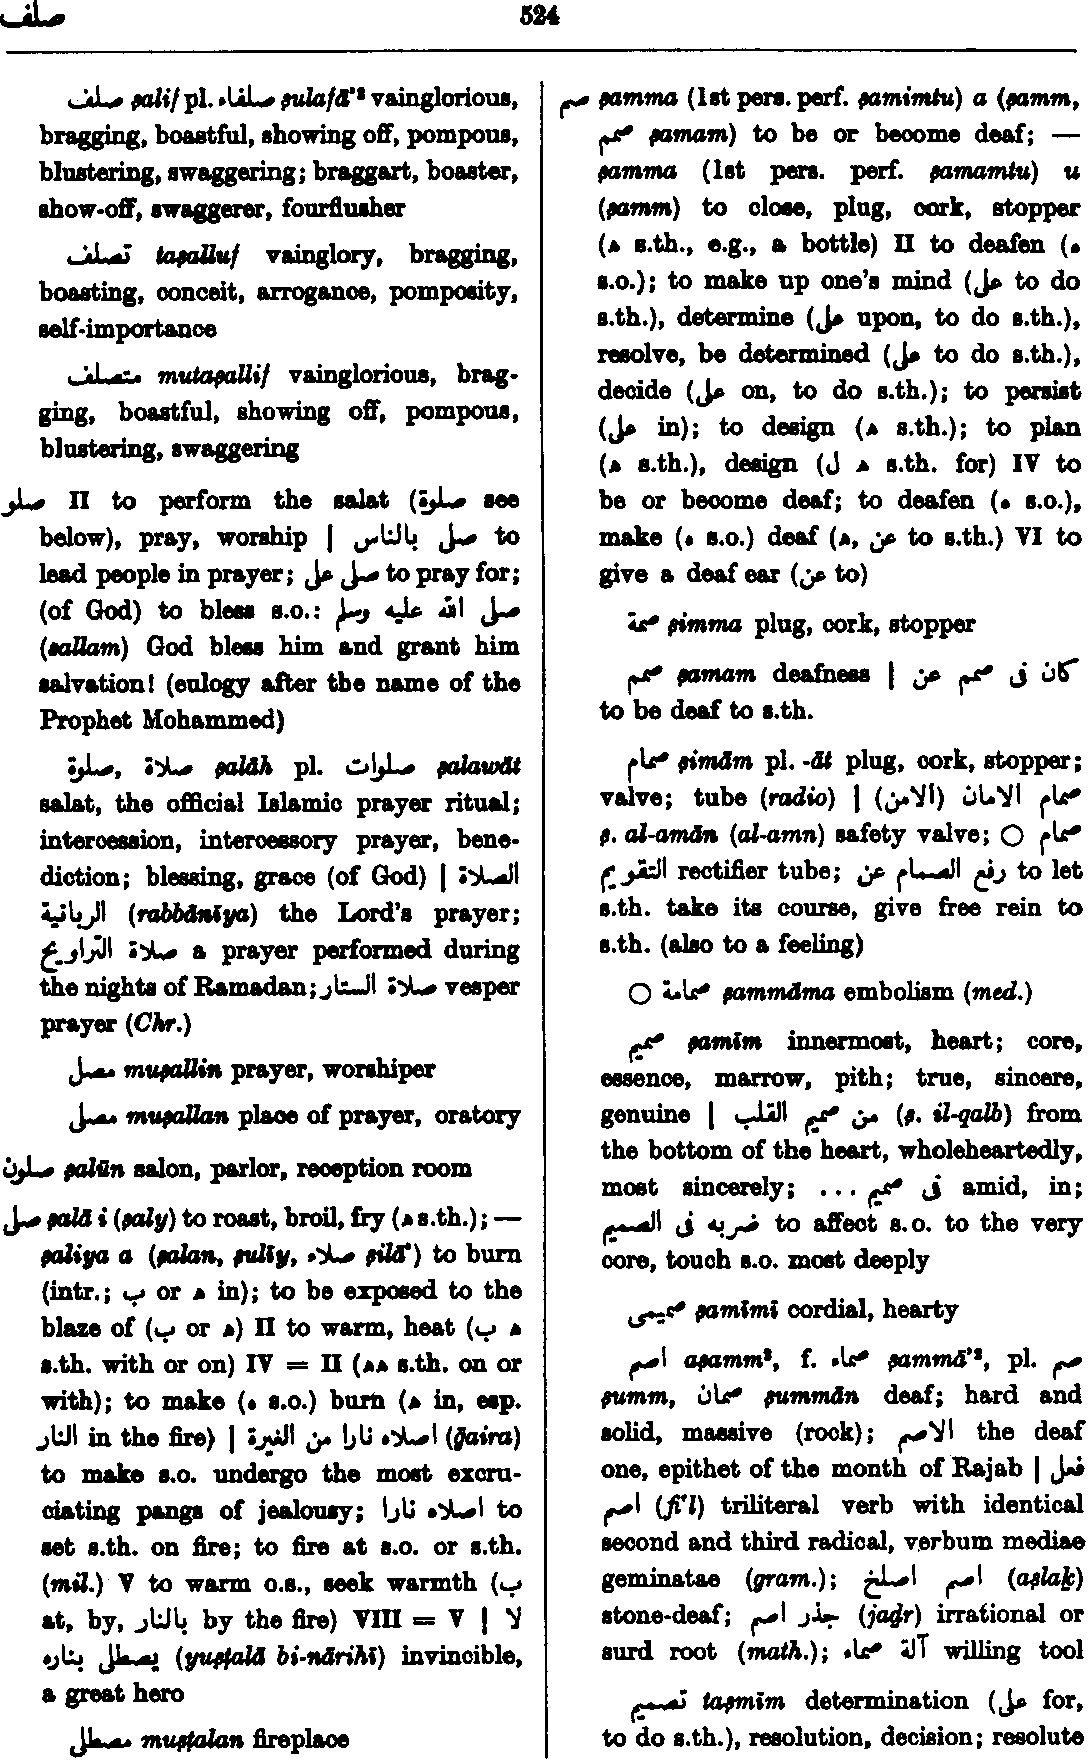 صلف
524
صلف ṣalif pl. صلفاء ṣulafā'² vainglorious,
bragging, boastful, showing off, pompous,
blustering, swaggering; braggart, boaster,
show-off, swaggerer, fourflusher
تصلف taṣalluf vainglory, bragging,
boasting, conceit, arrogance, pomposity,
self-importance
متصلف mutaṣallif vainglorious, brag-
ging, boastful, showing off, pompous,
blustering, swaggering
صلو II to perform the salat (صلوة see
below), pray, worship | صلى بالناس to
lead people in prayer; صلى على to pray for;
(of God) to bless s.o.: صلى الله عليه وسلم
(sallam) God bless him and grant him
salvation! (eulogy after the name of the
Prophet Mohammed)
صلاة ,صلوة ṣalāh pl. صلوات ṣalawāt
salat, the official Islamic prayer ritual;
intercession, intercessory prayer, bene-
diction; blessing, grace (of God) | الصلاة
الربانية (rabbānīya) the Lord's prayer;
صلاة التراويح a prayer performed during
the nights of Ramadan; صلاة الستار vesper
prayer (Chr.)
مصل muṣallin prayer, worshiper
مصلى muṣallan place of prayer, oratory
صلون ṣalūn salon, parlor, reception room
صلى ṣalā i (ṣaly) to roast, broil, fry (ه s.th.); —
ṣaliya a (ṣalan, ṣulīy, صلاء ṣilā') to burn
(intr.; ب or ه in); to be exposed to the
blaze of (ب or ه) II to warm, heat (ه ب
s.th. with or on) IV = II (هه s.th. on or
with); to make (ه s.o.) burn (ه in, esp.
النار in the fire) | اصلاه نارا من الغيرة (ḡaira)
to make s.o. undergo the most excru-
ciating pangs of jealousy; اصلاه نارا to
set s.th. on fire; to fire at s.o. or s.th.
(mil.) V to warm o.s., seek warmth (ب
at, by, بالنار by the fire) VIII = V | لا
يصطلى بناره (yuṣṭalā bi-nārihī) invincible,
a great hero
مصطلى muṣṭalan fireplace
صم ṣamma (1st pers. perf. ṣamimtu) a (ṣamm,
صمم ṣamam) to be or become deaf; —
ṣamma (1st pers. perf. ṣamamtu) u
(ṣamm) to close, plug, cork, stopper
(ه s.th., e.g., a bottle) II to deafen (ه
s.o.); to make up one's mind (على to do
s.th.), determine (على upon, to do s.th.),
resolve, be determined (على to do s.th.),
decide (على on, to do s.th.); to persist
(على in); to design (ه s.th.); to plan
(ه s.th.), design (ه ل s.th. for) IV to
be or become deaf; to deafen (ه s.o.),
make (ه s.o.) deaf (ه, عن to s.th.) VI to
give a deaf ear (عن to)
صمة ṣimma plug, cork, stopper
صمم ṣamam deafness | كان فى صمم عن
to be deaf to s.th.
صمام ṣimām pl. -āt plug, cork, stopper;
valve; tube (radio) | صمام الامان (الامن)
ṣ. al-amān (al-amn) safety valve; ○ صمام
التقويم rectifier tube; رفع الصمام عن to let
s.th. take its course, give free rein to
s.th. (also to a feeling)
○ صمامة ṣammāma embolism (med.)
صميم ṣamīm innermost, heart; core,
essence, marrow, pith; true, sincere,
genuine | من صميم القلب (ṣ. il-qalb) from
the bottom of the heart, wholeheartedly,
most sincerely; ... فى صميم amid, in;
ضربه فى الصميم to affect s.o. to the very
core, touch s.o. most deeply
صميمى ṣamīmī cordial, hearty
اصم aṣamm², f. صماء ṣammā'², pl. صم
ṣumm, صمان ṣummān deaf; hard and
solid, massive (rock); الاصم the deaf
one, epithet of the month of Rajab | فعل
اصم (fi'l) triliteral verb with identical
second and third radical, verbum mediae
geminatae (gram.); اصم اصلخ (aṣlaḵ)
stone-deaf; جذر اصم (jaḏr) irrational or
surd root (math.); آلة صماء willing tool
تصميم taṣmīm determination (على for,
to do s.th.), resolution, decision; resolute